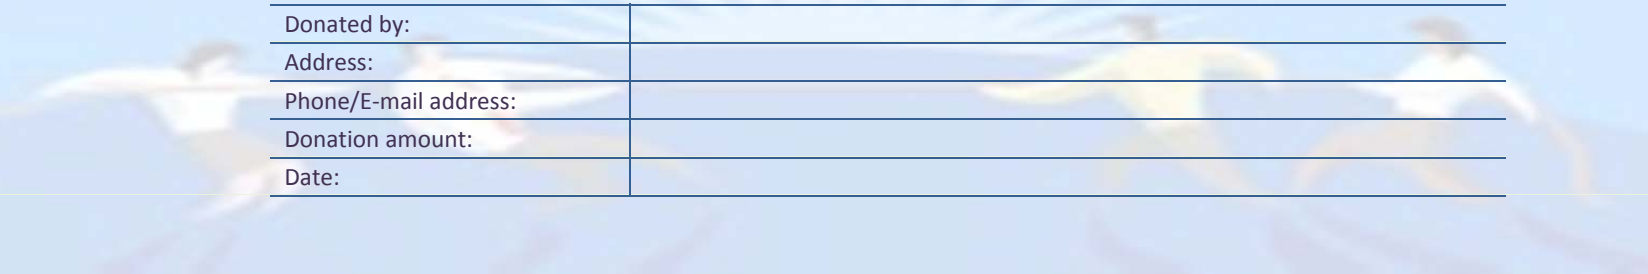 Donated by:
Address:
Phone/E-mail address:
Donation amount:
Date: